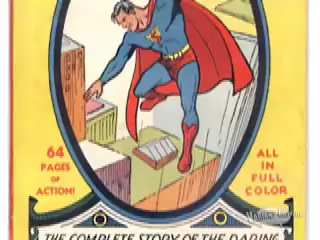 64
PAGES
OF
ACTION!
ALL
IN
FULL
COLOR
THE COMPLETE STORY OF THE DARING